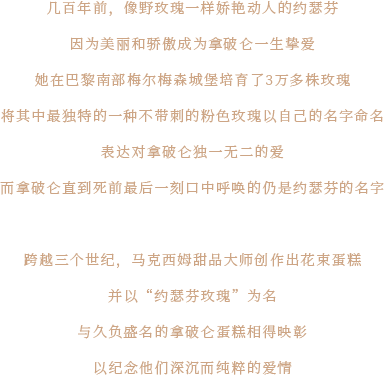 几百年前，像野玫瑰一样娇艳动人的约瑟芬
因为美丽和骄傲成为拿破仑一生挚爱
她在巴黎南部梅尔梅森城堡培育了3万多株玫瑰
将其中最独特的一种不带刺的粉色玫瑰以自己的名字命名
表达对拿破仑独一无二的爱
而拿破仑直到死前最后一刻口中呼唤的仍是约瑟芬的名字
跨越三个世纪，马克西姆甜品大师创作出花束蛋糕
并以“约瑟芬玫瑰”为名
与久负盛名的拿破仑蛋糕相得映彰
以纪念他们深沉而纯粹的爱情